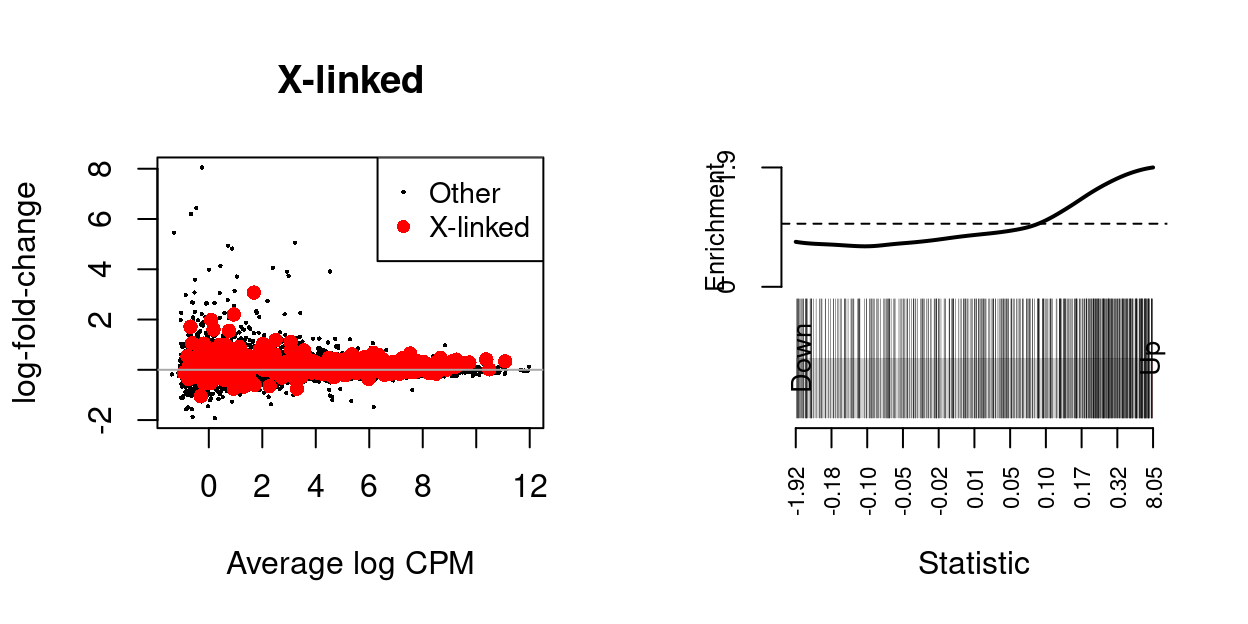 X-linked
8
6
4
2
-2
log-fold-change
Other
X-linked
0 2 4 6 8 12
Average log CPM
1.9
0
Enrichment
Down
Up
-1.92 -0.18 -0.10 -0.05 -0.02 0.01 0.05 0.10 0.17 0.32 8.05
Statistic